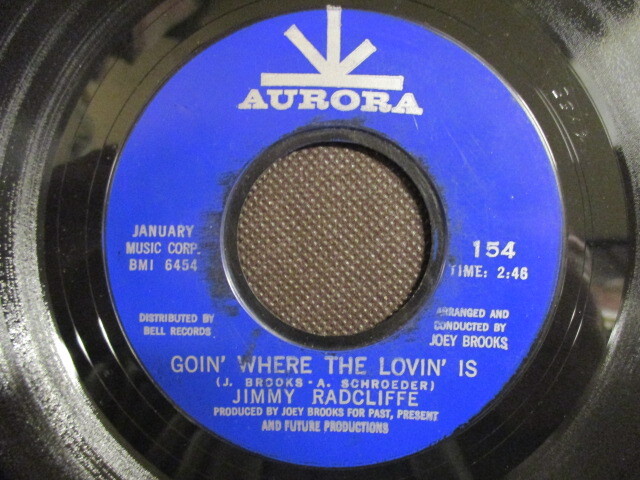 AURORA
JANUARY
MUSIC CORP.
BMI 6454
154
TIME: 2:46
DISTRIBUTED BY
BELL RECORDS
ARRANGED AND
CONDUCTED BY
JOEY BROOKS
GOIN' WHERE THE LOVIN' IS
(J. BROOKS - A. SCHROEDER)
JIMMY RADCLIFFE
PRODUCED BY JOEY BROOKS FOR PAST, PRESENT
AND FUTURE PRODUCTIONS